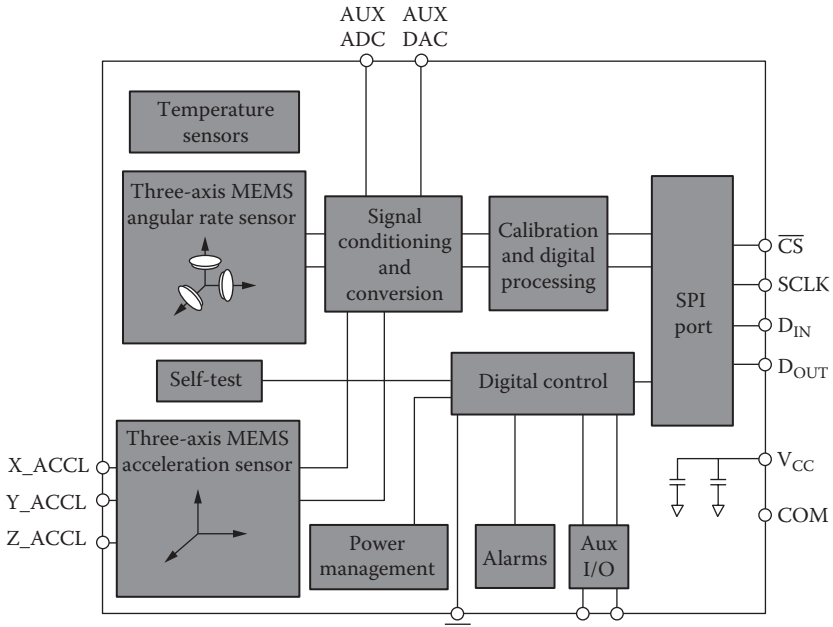 AUX
ADC
AUX
DAC
Temperature
sensors
Three-axis MEMS
angular rate sensor
Signal
conditioning
and
conversion
Calibration
and digital
processing
SPI
port
CS
SCLK
DIN
DOUT
Self-test
Digital control
Three-axis MEMS
acceleration sensor
X_ACCL
Y_ACCL
Z_ACCL
VCC
COM
Power
management
Alarms
Aux
I/O